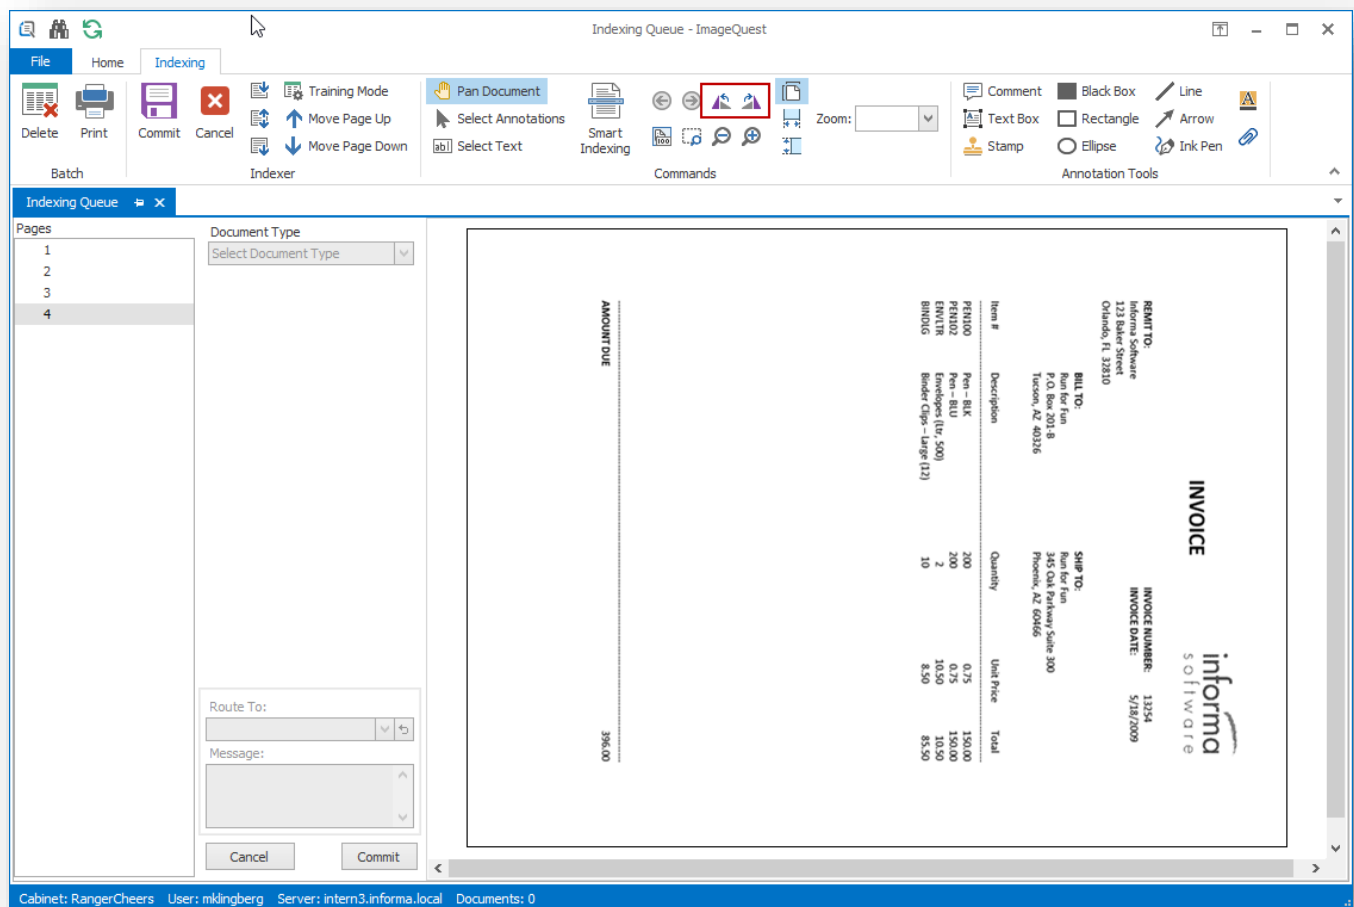 Indexing Queue - ImageQuest
File Home Indexing
Delete
Print
Commit
Cancel
Training Mode
Move Page Up
Move Page Down
Pan Document
Select Annotations
ab Select Text
Smart
Indexing
100
Zoom:
Comment
Text Box
Stamp
Black Box
Rectangle
Ellipse
Line
Arrow
Ink Pen
A
Batch Indexer Commands Annotation Tools
Indexing Queue
Pages
1
2
3
4
Document Type
Select Document Type
Route To:
Message:
Cancel Commit
informa
software
INVOICE
REMIT TO:
Informa Software
123 Baker Street
Orlando, FL 32810
INVOICE NUMBER: 13254
INVOICE DATE: 5/18/2009
BILL TO:
Run for Fun
P.O. Box 201-B
Tucson, AZ 40326
SHIP TO:
Run for Fun
345 Oak Parkway Suite 300
Phoenix, AZ 60466
Item # Description Quantity Unit Price Total
PEN100 Pen – BLK 200 0.75 150.00
PEN102 Pen – BLU 200 0.75 150.00
ENVLTR Envelopes (Ltr, 500) 2 10.50 10.50
BINDLG Binder Clips – Large (12) 10 8.50 85.50
AMOUNT DUE 396.00
Cabinet: RangerCheers User: mklingberg Server: intern3.informa.local Documents: 0